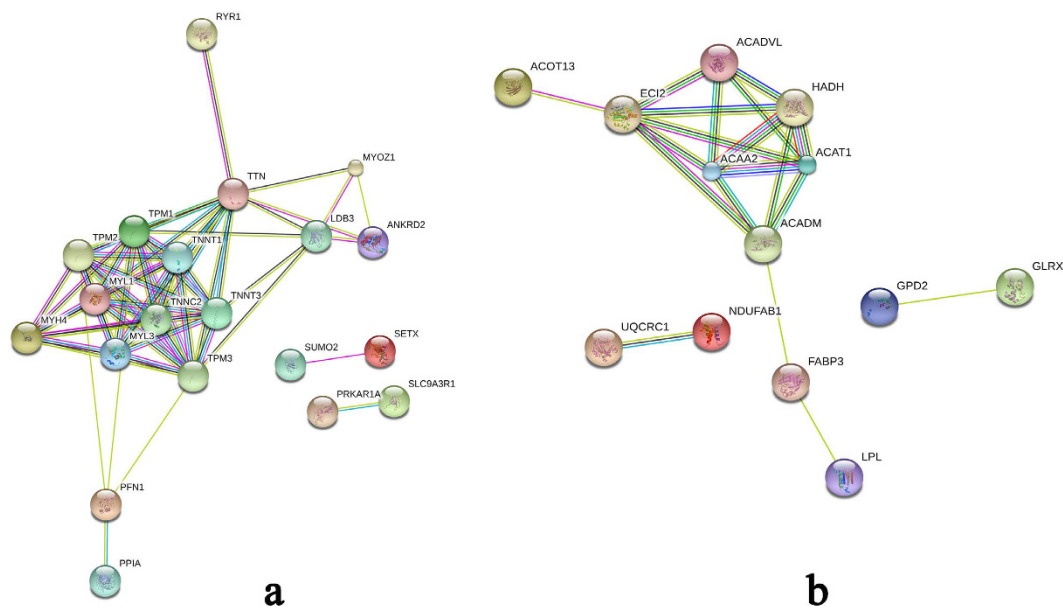 RYR1
MYOZ1
TTN
TPM1
LDB3
ANKRD2
TPM2
TNNT1
MYL1
TNNC2
TNNT3
MYH4
MYL3
TPM3
SUMO2
SETX
PRKAR1A
SLC9A3R1
PFN1
PPIA
a
ACADVL
ACOT13
ECI2
HADH
ACAA2
ACAT1
ACADM
GLRX
GPD2
NDUFAB1
UQCRC1
FABP3
LPL
b